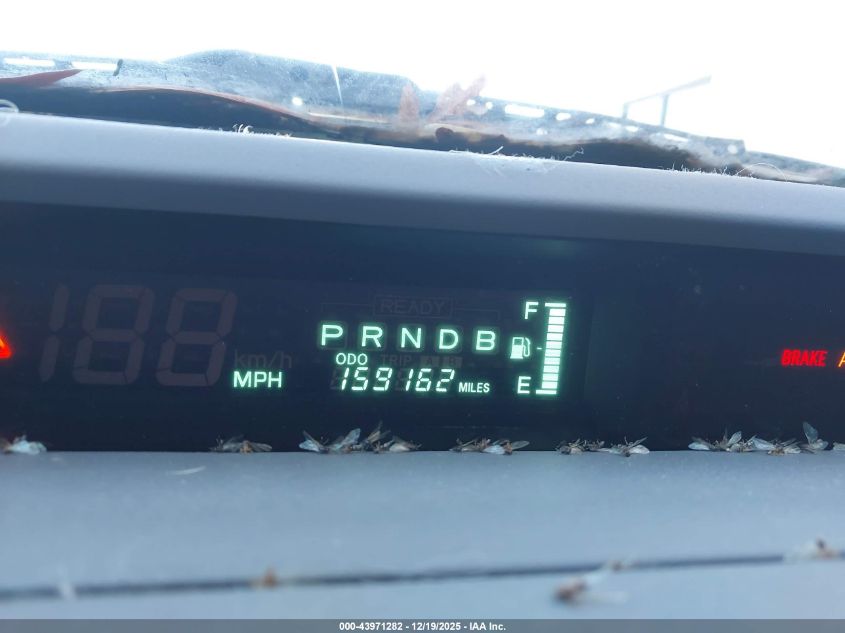 READY
F
P R N D B
188
km/h
ODO TRIP A B
MPH
159162 MILES
E
BRAKE
000-43971282 - 12/19/2025 - IAA Inc.